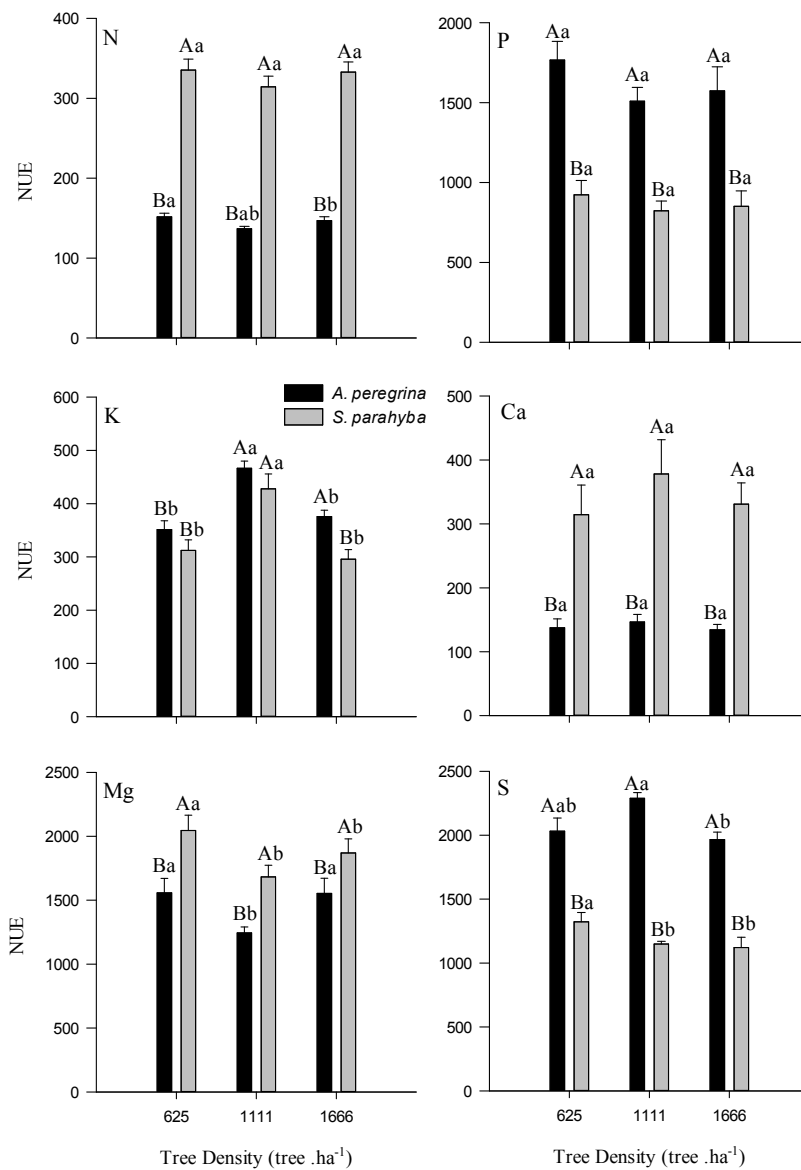 N
400
Aa
Aa
Aa
300
NUE
200
Ba
Bab
Bb
100
0
P
2000
Aa
Aa
Aa
1500
Ba
Ba
Ba
1000
500
0
K
600
A. peregrina
S. parahyba
500
Aa
Aa
Bb
Bb
Ab
Bb
400
NUE
300
200
100
0
Ca
500
Aa
Aa
Aa
400
300
200
Ba
Ba
Ba
100
0
Mg
2500
Aa
Ab
Ab
2000
Ba
Bb
Ba
NUE
1500
1000
500
0
625
1111
1666
Tree Density (tree .ha⁻¹)
S
2500
Aab
Aa
Ab
2000
1500
Ba
Bb
Bb
1000
500
0
625
1111
1666
Tree Density (tree .ha⁻¹)